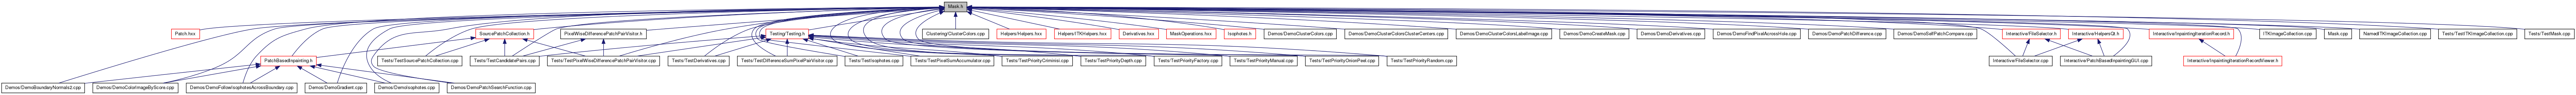 Mask.h
Patch.hxx
SourcePatchCollection.h
PixelWiseDifferencePatchPairVisitor.h
Testing/Testing.h
Clustering/ClusterColors.cpp
Helpers/Helpers.hxx
Helpers/ITKHelpers.hxx
Derivatives.hxx
MaskOperations.hxx
Isophotes.h
Demos/DemoClusterColors.cpp
Demos/DemoClusterColorsClusterCenters.cpp
Demos/DemoClusterColorsLabelImage.cpp
Demos/DemoCreateMask.cpp
Demos/DemoDerivatives.cpp
Demos/DemoFindPixelAcrossHole.cpp
Demos/DemoPatchDifference.cpp
Demos/DemoSelfPatchCompare.cpp
Interactive/FileSelector.h
Interactive/HelpersQt.h
Interactive/InpaintingIterationRecord.h
ITKImageCollection.cpp
Mask.cpp
NamedITKImageCollection.cpp
Tests/TestITKImageCollection.cpp
Tests/TestMask.cpp
PatchBasedInpainting.h
Tests/TestSourcePatchCollection.cpp
Tests/TestCandidatePairs.cpp
Tests/TestPixelWiseDifferencePatchPairVisitor.cpp
Tests/TestDerivatives.cpp
Tests/TestDifferenceSumPixelPairVisitor.cpp
Tests/TestIsophotes.cpp
Tests/TestPixelSumAccumulator.cpp
Tests/TestPriorityCriminisi.cpp
Tests/TestPriorityDepth.cpp
Tests/TestPriorityFactory.cpp
Tests/TestPriorityManual.cpp
Tests/TestPriorityOnionPeel.cpp
Tests/TestPriorityRandom.cpp
Interactive/FileSelector.cpp
Interactive/PatchBasedInpaintingGUI.cpp
Interactive/InpaintingIterationRecordViewer.h
Demos/DemoBoundaryNormals2.cpp
Demos/DemoColorImageByScore.cpp
Demos/DemoFollowIsophotesAcrossBoundary.cpp
Demos/DemoGradient.cpp
Demos/DemoIsophotes.cpp
Demos/DemoPatchSearchFunction.cpp